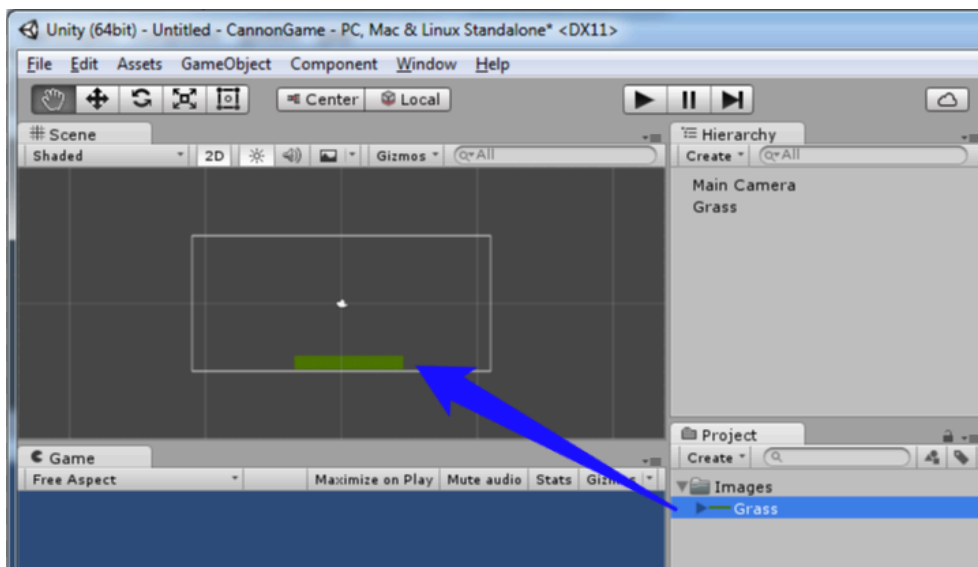 Unity (64bit) - Untitled - CannonGame - PC, Mac & Linux Standalone* <DX11>
File Edit Assets GameObject Component Window Help
Center Local
Scene
Shaded 2D Gizmos All
Hierarchy
Create All
Main Camera
Grass
Game
Free Aspect Maximize on Play Mute audio Stats
Project
Create
Images
Grass